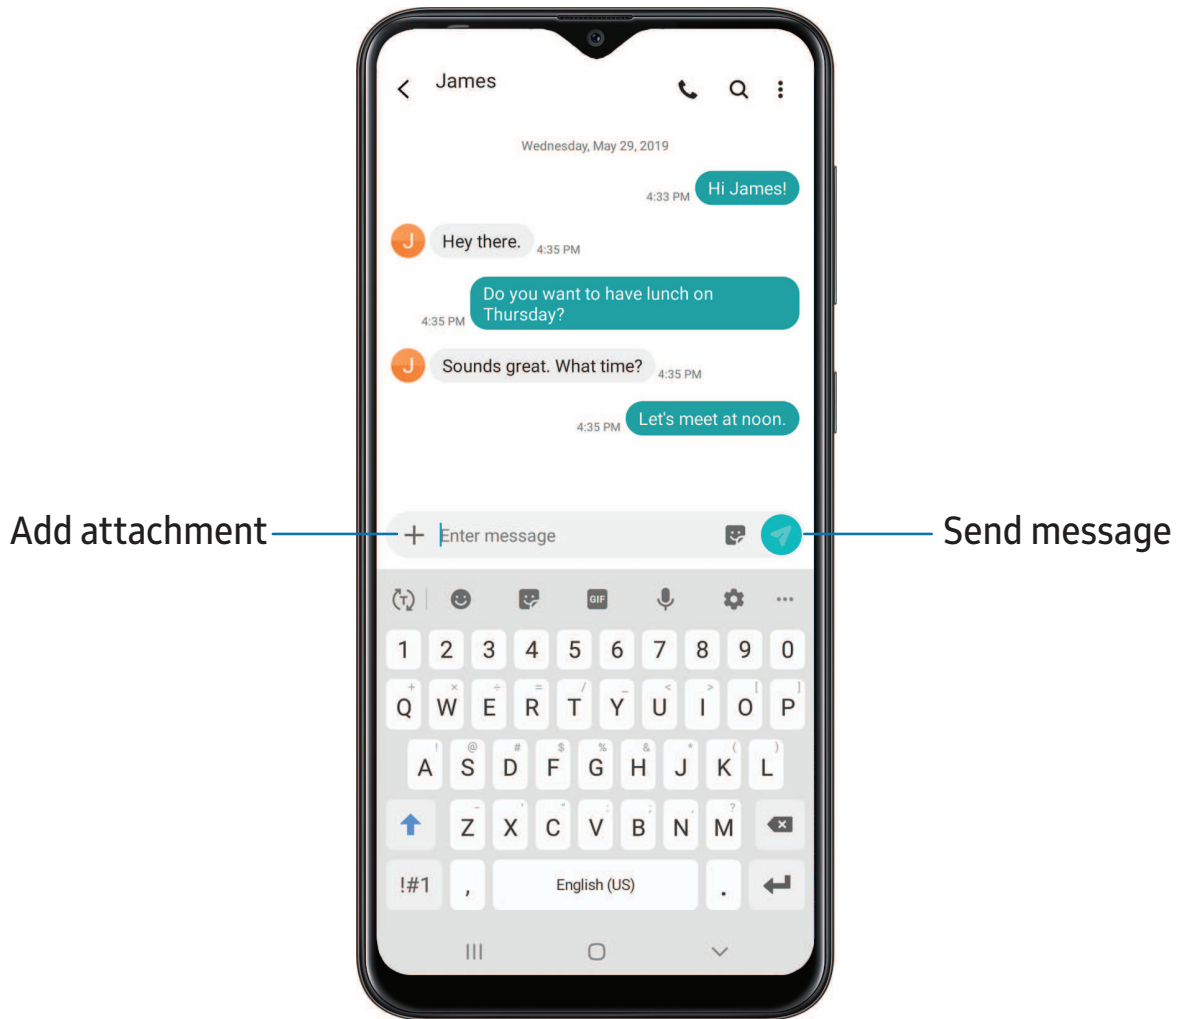 James
Wednesday, May 29, 2019
4:33 PM Hi James!
J Hey there. 4:35 PM
Do you want to have lunch on
Thursday?
4:35 PM
J Sounds great. What time? 4:35 PM
4:35 PM Let's meet at noon.
Add attachment
+ Enter message
Send message
T GIF
1 2 3 4 5 6 7 8 9 0
+ × ÷ = / _ < > [ ]
Q W E R T Y U I O P
! @ # $ % & * ( )
A S D F G H J K L
Z X C V B N M ?
!#1 , English (US) .